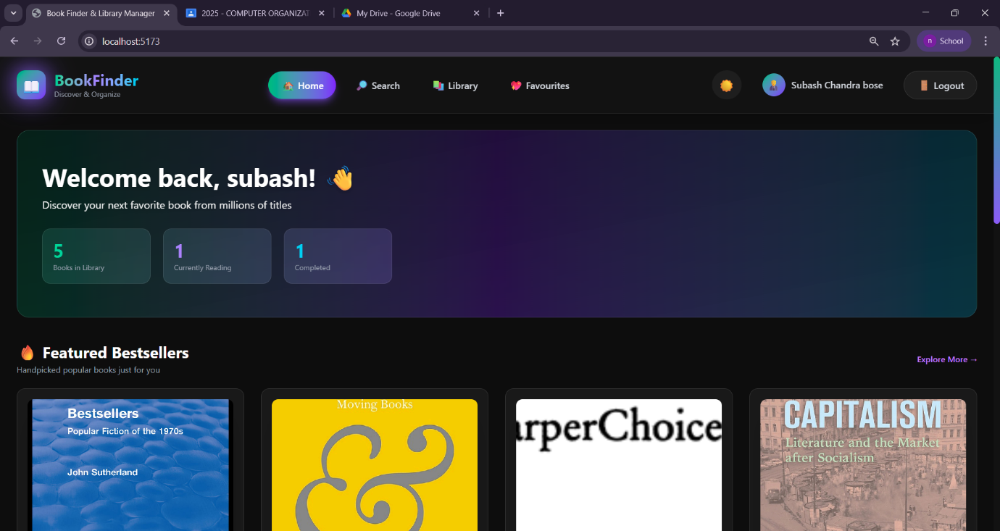 Book Finder & Library Manager
2025 - COMPUTER ORGANIZAT
My Drive - Google Drive
localhost:5173
n School
BookFinder
Discover & Organize
Home
Search
Library
Favourites
Subash Chandra bose
Logout
Welcome back, subash!
Discover your next favorite book from millions of titles
5
Books in Library
1
Currently Reading
1
Completed
Featured Bestsellers
Handpicked popular books just for you
Explore More →
Bestsellers
Popular Fiction of the 1970s
John Sutherland
Moving Books
&
arperChoice
CAPITALISM
Literature and the Market
after Socialism